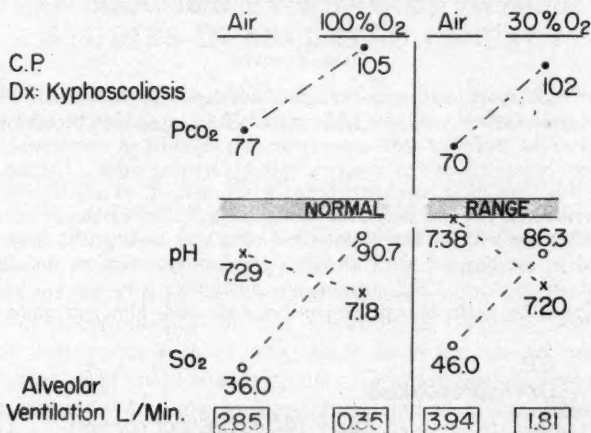 Air 100% O2 Air 30% O2
C.P. 105
Dx: Kyphoscoliosis 102
Pco2 77 70
NORMAL RANGE
pH 7.29 7.18 7.38 7.20
90.7 86.3
So2 36.0 46.0
Alveolar
Ventilation L/Min. 2.85 0.35 3.94 1.81